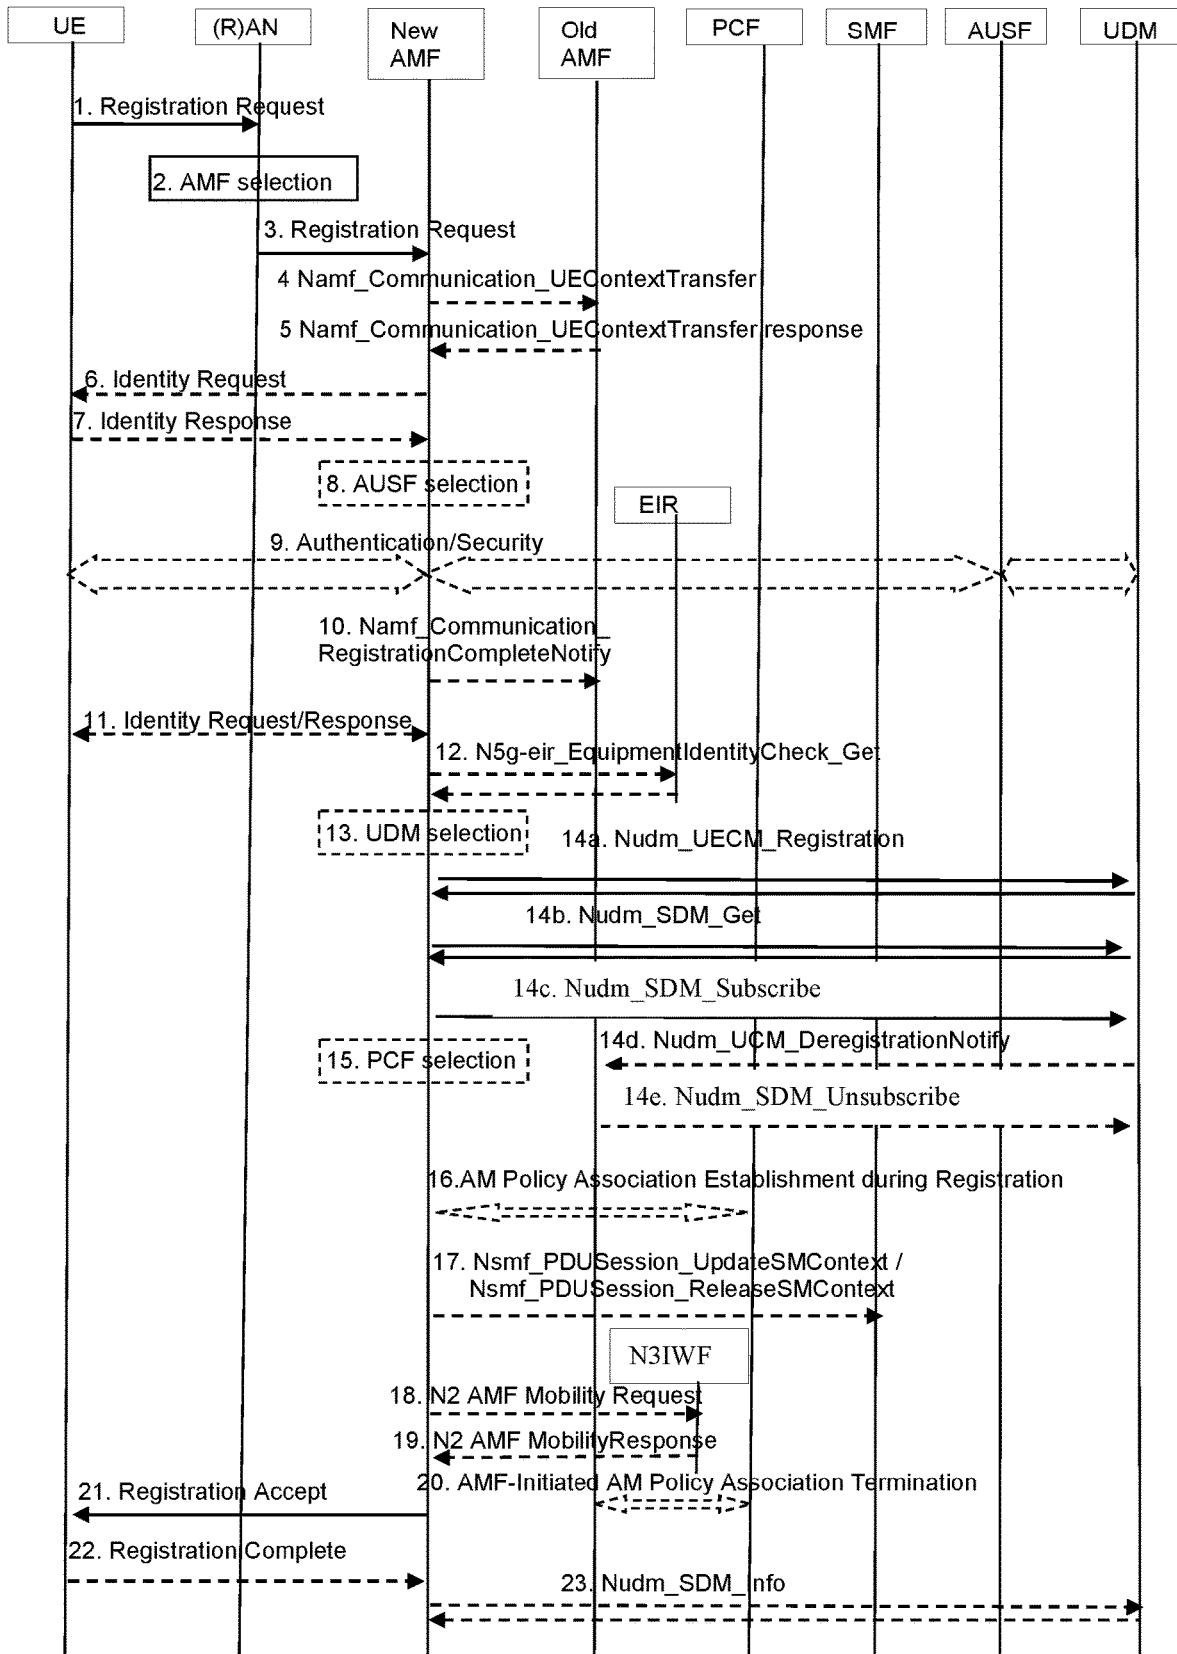 UE
(R)AN
New
AMF
Old
AMF
PCF
SMF
AUSF
UDM
1. Registration Request
2. AMF selection
3. Registration Request
4 Namf_Communication_UEContextTransfer
5 Namf_Communication_UEContextTransfer response
6. Identity Request
7. Identity Response
8. AUSF selection
EIR
9. Authentication/Security
10. Namf_Communication_
RegistrationCompleteNotify
11. Identity Request/Response
12. N5g-eir_EquipmentIdentityCheck_Get
13. UDM selection
14a. Nudm_UECM_Registration
14b. Nudm_SDM_Get
14c. Nudm_SDM_Subscribe
14d. Nudm_UCM_DeregistrationNotify
15. PCF selection
14e. Nudm_SDM_Unsubscribe
16.AM Policy Association Establishment during Registration
17. Nsmf_PDUSession_UpdateSMContext /
Nsmf_PDUSession_ReleaseSMContext
N3IWF
18. N2 AMF Mobility Request
19. N2 AMF MobilityResponse
20. AMF-Initiated AM Policy Association Termination
21. Registration Accept
22. Registration Complete
23. Nudm_SDM_Info